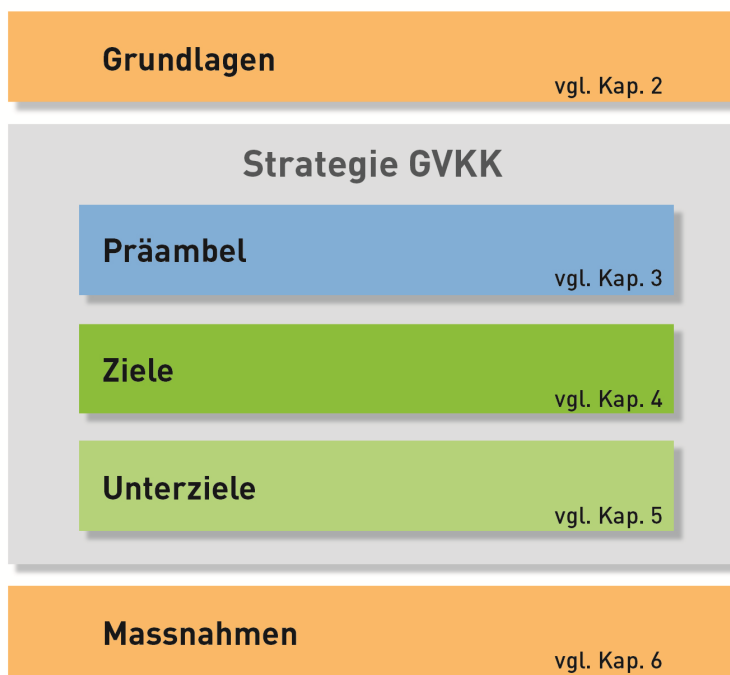 Grundlagen
vgl. Kap. 2
Strategie GVKK
Präambel
vgl. Kap. 3
Ziele
vgl. Kap. 4
Unterziele
vgl. Kap. 5
Massnahmen
vgl. Kap. 6